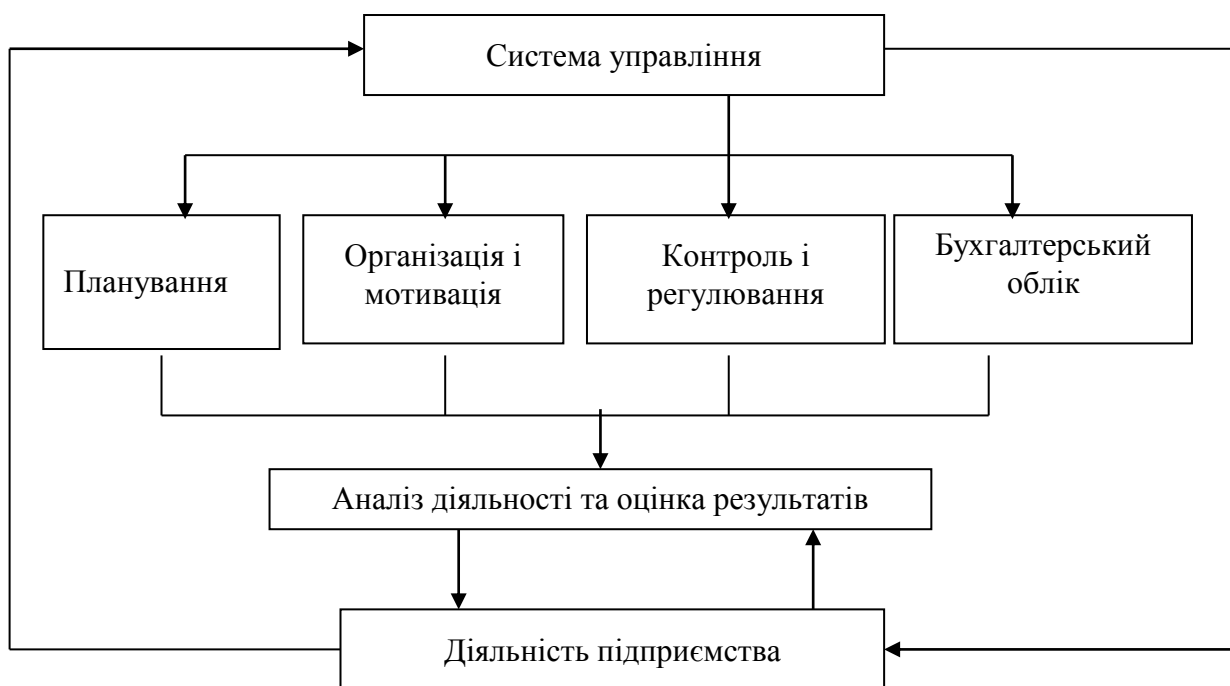 Система управління
Планування
Організація і
мотивація
Контроль і
регулювання
Бухгалтерський
облік
Аналіз діяльності та оцінка результатів
Діяльність підприємства